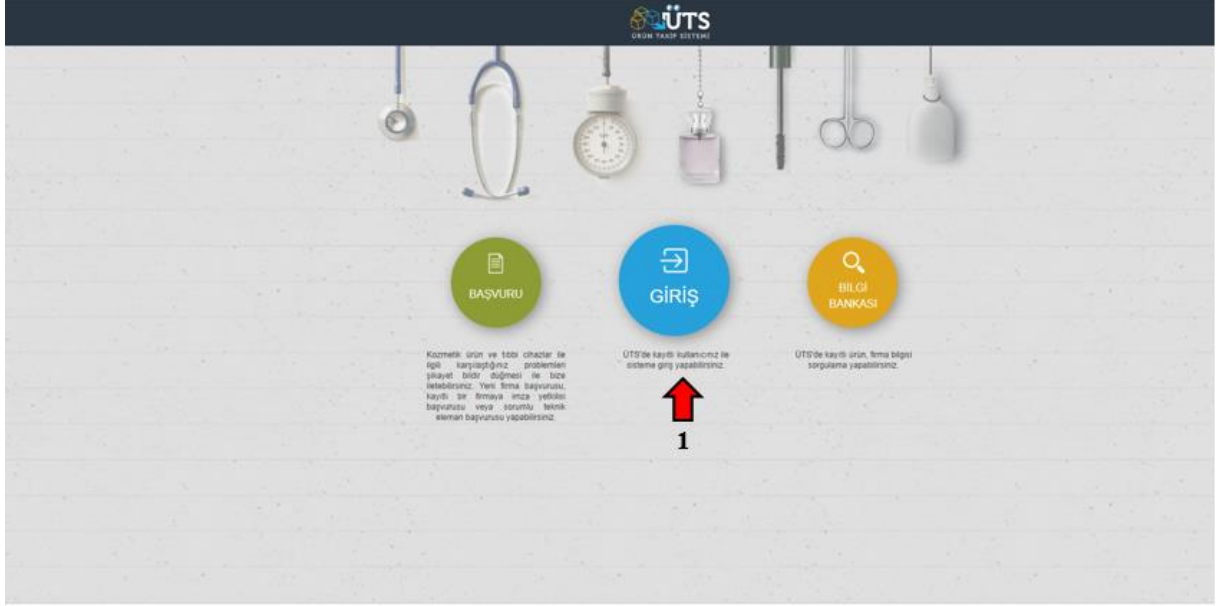 ÜTS
ÜRÜN TAKİP SİSTEMİ
BAŞVURU
GİRİŞ
BİLGİ
BANKASI
Kozmetik ürün ve tıbbi cihazlar ile
ilgili karşılaştığınız problemleri
şikayet bildir düğmesi ile bize
iletebilirsiniz. Yeni firma başvurusu,
kayıtlı bir firmaya imza yetkilisi
başvurusu veya sorumlu teknik
eleman başvurusu yapabilirsiniz.
ÜTS'de kayıtlı kullanıcınız ile
sisteme giriş yapabilirsiniz.
ÜTS'de kayıtlı ürün, firma bilgisi
sorgulama yapabilirsiniz.
1